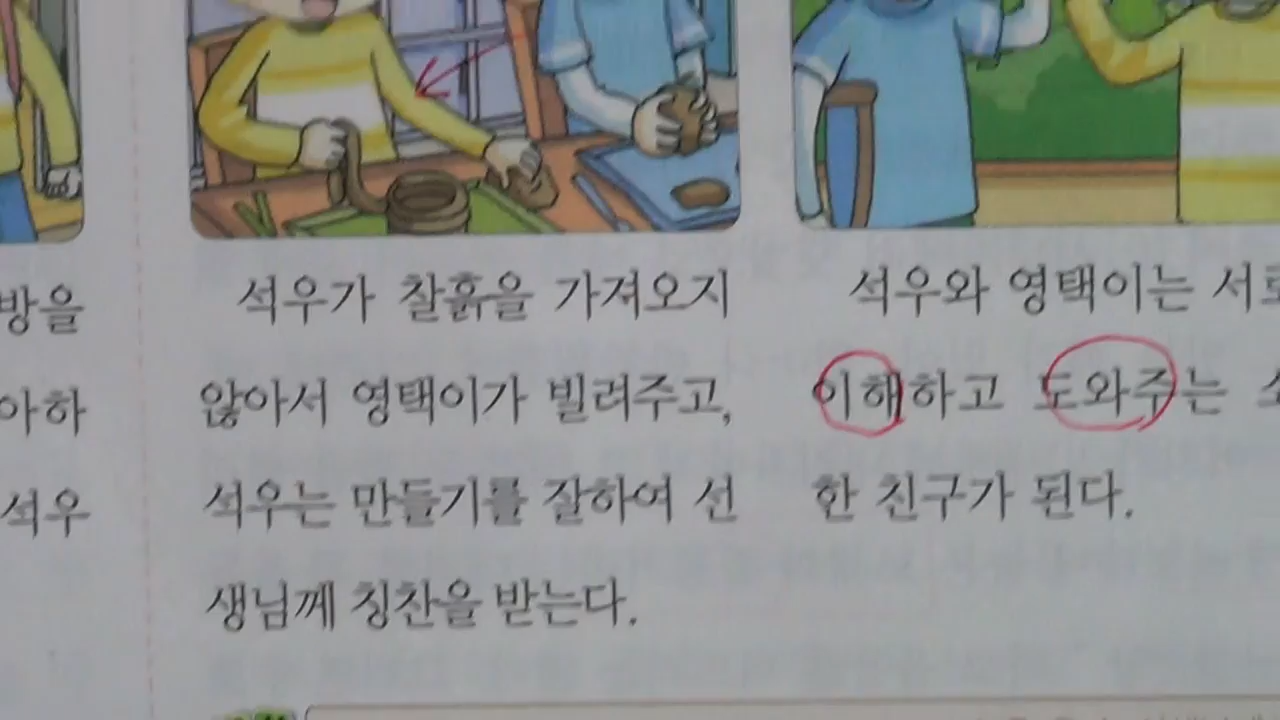 방을
아하
석우
석우가 찰흙을 가져오지
않아서 영택이가 빌려주고,
석우는 만들기를 잘하여 선
생님께 칭찬을 받는다.
석우와 영택이는 서로
이해하고 도와주는 소
한 친구가 된다.